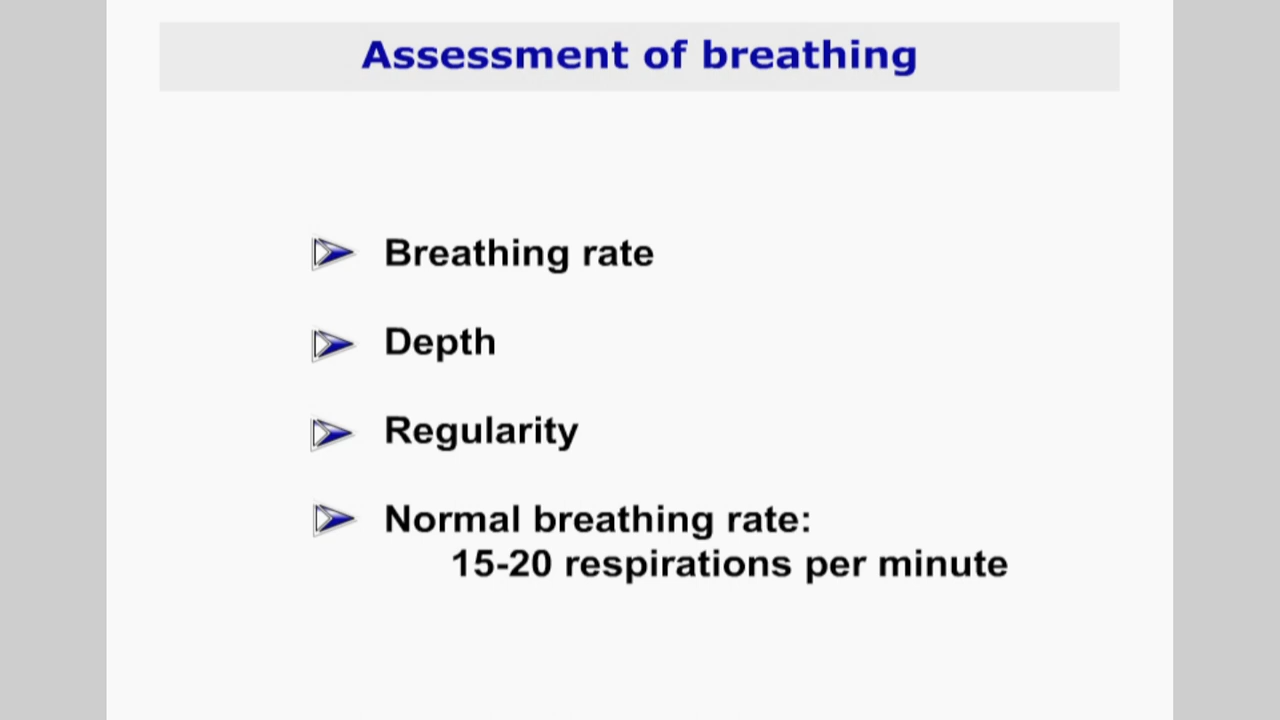 Assessment of breathing
Breathing rate
Depth
Regularity
Normal breathing rate:
15-20 respirations per minute